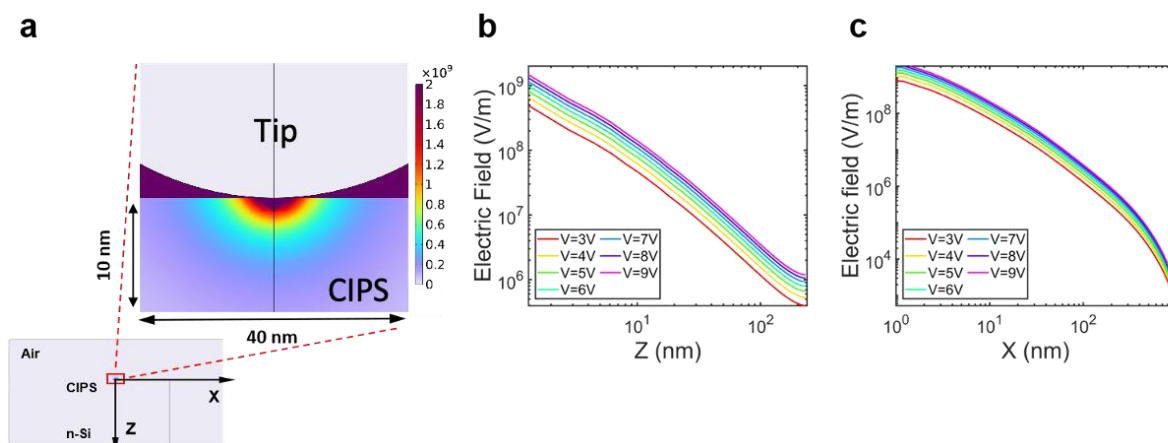 a
×10⁹
2
1.8
1.6
1.4
1.2
1
0.8
0.6
0.4
0.2
0
Tip
CIPS
10 nm
40 nm
Air
CIPS
X
n-Si
Z
b
Electric Field (V/m)
10⁹
10⁸
10⁷
10⁶
V=3V V=7V
V=4V V=8V
V=5V V=9V
V=6V
10¹ 10²
Z (nm)
c
Electric field (V/m)
10⁸
10⁶
10⁴
V=3V V=7V
V=4V V=8V
V=5V V=9V
V=6V
10⁰ 10¹ 10²
X (nm)